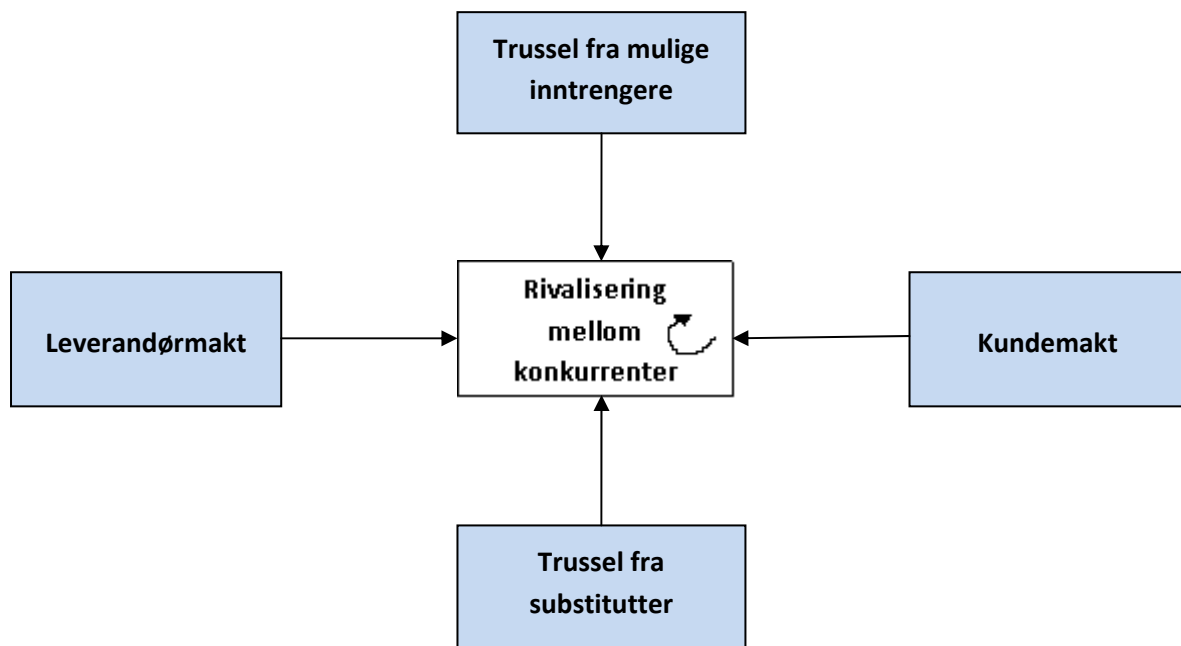 Trussel fra mulige
inntrengere
Leverandørmakt
Rivalisering
mellom
konkurrenter
Kundemakt
Trussel fra
substitutter